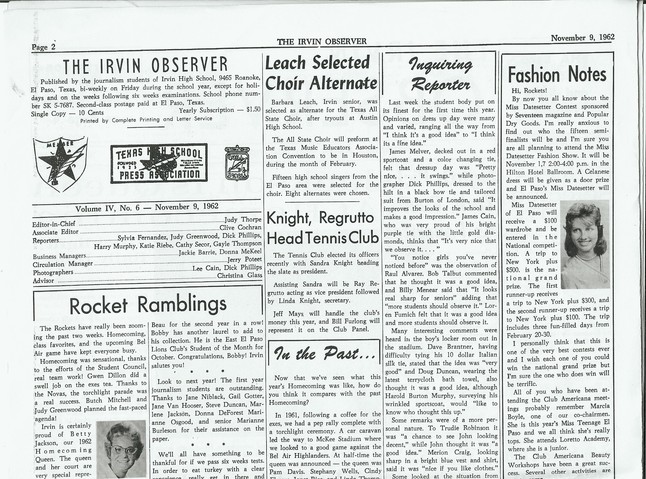 Page 2
THE IRVIN OBSERVER
November 9, 1962
THE IRVIN OBSERVER
Published by the journalism students of Irvin High School, 9465 Roanoke,
El Paso, Texas, bi-weekly on Friday during the school year, except for holi-
days and on the weeks following six weeks examinations. School phone num-
ber SK 5-7687. Second-class postage paid at El Paso, Texas.
Single Copy — 10 Cents Yearly Subscription — $1.50
Printed by Complete Printing and Letter Service
MEMBER
TEXAS HIGH SCHOOL
PRESS ASSOCIATION
Volume IV, No. 6 — November 9, 1962
Editor-in-Chief Judy Thorpe
Associate Editor Clive Cochran
Reporters Sylvia Fernandez, Judy Greenwood, Dick Phillips,
Harry Murphy, Katie Riebe, Cathy Secor, Gayle Thompson
Business Managers Jackie Barrie, Donna McKeel
Circulation Manager Jerry Poteet
Photographers Lee Cain, Dick Phillips
Advisor Christina Glass
Rocket Ramblings
The Rockets have really been zoom-
ing the past two weeks. Homecoming,
class favorites, and the upcoming Bel
Air game have kept everyone busy.
Homecoming was sensational, thanks
to the efforts of the Student Council,
real team work! Gwen Dillon did a
swell job on the exes tea. Thanks to
the Novas, the torchlight parade was
a real success. Butch Mitchell and
Judy Greenwood planned the fast-paced
agenda!
Irvin is certainly
proud of Betty
Jackson, our 1962
Homecoming
Queen. The queen
and her court are
very special repre-
Beau for the second year in a row!
Bobby has another laurel to add to
his collection. He is the East El Paso
Lions Club's Student of the Month for
October. Congratulations, Bobby! Irvin
salutes you!
* * * *
Look to next year! The first year
journalism students are outstanding.
Thanks to Jane Niblack, Gail Gotter,
Jane Van Hoose, Steve Duncan, Mar-
lene Jackson, Donna DeForest Mari-
anne Osgood, and senior Marianne
Burleson for their assistance on the
paper.
* * * *
We'll all have something to be
thankful for if we pass six weeks tests.
In order to eat turkey with a clear
Leach Selected
Choir Alternate
Barbara Leach, Irvin senior, was
selected as alternate for the Texas All
State Choir, after tryouts at Austin
High School.
The All State Choir will preform at
the Texas Music Educators Associa-
tion Convention to be in Houston,
during the month of February.
Fifteen high school singers from the
El Paso area were selected for the
choir. Eight alternates were chosen.
Knight, Regrutto
Head Tennis Club
The Tennis Club elected its officers
recently with Sandra Knight heading
the slate as president.
Assisting Sandra will be Ray Re-
grutto acting as vice president followed
by Linda Knight, secretary.
Jeff Mays will handle the club's
money this year, and Bill Furlong will
represent it on the Club Panel.
In the Past...
Now that we've seen what this
year's Homecoming was like, how do
you think it compares with the past
Homecoming?
In 1961, following a coffee for the
exes, we had a pep rally complete with
a torchlight ceremony. A car caravan
led the way to McKee Stadium where
we looked to a good game against the
Bel Air Highlanders. At half-time the
queen was announced — the queen was
Pam Davis. Stephany Wells, Cindy
Inquiring
Reporter
Last week the student body put on
its finest for the first time this year.
Opinions on dress up day were many
and varied, ranging all the way from
"I think it's a good idea" to "I think
its a fine idea."
James Melver, decked out in a red
sportcoat and a color changing tie,
felt that dressup day was "Pretty
nice, . . . it swings." while photo-
grapher Dick Phillips, dressed to the
hilt in a black bow tie and tailored
suit from Burton of London, said "It
improves the looks of the school and
makes a good impression." James Cain,
who was very proud of his bright
purple tie with the little gold dia-
monds, thinks that "It's very nice that
we observe it. . . ."
"You notice girls you've never
noticed before" was the observation of
Raul Alvarez. Bob Talbut commented
that he thought it was a good idea,
and Billy Menear said that "It looks
real sharp for seniors" adding that
"more students should observe it." Lor-
en Fumich felt that it was a good idea
and more students should observe it.
Many interesting comments were
heard in the boy's locker room out in
the stadium. Dave Brantner, having
difficulty tying his 10 dollar Italian
silk tie, stated that the idea was "very
good" and Doug Duncan, wearing the
latest terrycloth bath towel, also
thought it was a good idea, although
Harold Burton Murphy, surveying his
wrinkled sportcoat, would "like to
know who thought this up."
Some remarks were of a more per-
sonal nature. To Trudie Robinson it
was "a chance to see John looking
decent," while John thought it was "a
good idea." Merion Craig, looking
sharp in a bright blue vest and shirt,
said it was "nice if you like clothes."
Some looked at the situation from
Fashion Notes
Hi, Rockets!
By now you all know about the
Miss Datesetter Contest sponsored
by Seventeen magazine and Popular
Dry Goods. I'm really anxious to
find out who the fifteen semi-
finalists will be and I'm sure you
are all planning to attend the Miss
Datesetter Fashion Show. It will be
November 1,7 2:00-4:00 p.m. in the
Hilton Hotel Ballroom. A Celanese
dress will be given as a door prize
and El Paso's Miss Datesetter will
be announced.
Miss Datesetter
of El Paso will
receive a $100
wardrobe and be
entered in the
National competi-
tion. A trip to
New York plus
$500. is the na-
tional grand
prize. The first
runner-up receives
a trip to New York plus $300, and
the second runner-up receives a trip
to New York plus $100. The trip
includes three fun-filled days from
February 20-30.
I personally think that this is
one of the very best contests ever
and I wish each one of you could
win the national grand prize but
I'm sure the one who does win will
be terrific.
All of you who have been at-
tending the Club Americana meet-
ings probably remember Marcia
Boyle, one of our co-chairmen.
She is this year's Miss Teenage El
Paso and we all think she's really
tops. She attends Loretto Academy,
where she is a junior.
The Club Americana Beauty
Workshops have been a great suc-
cess. Several other activities are